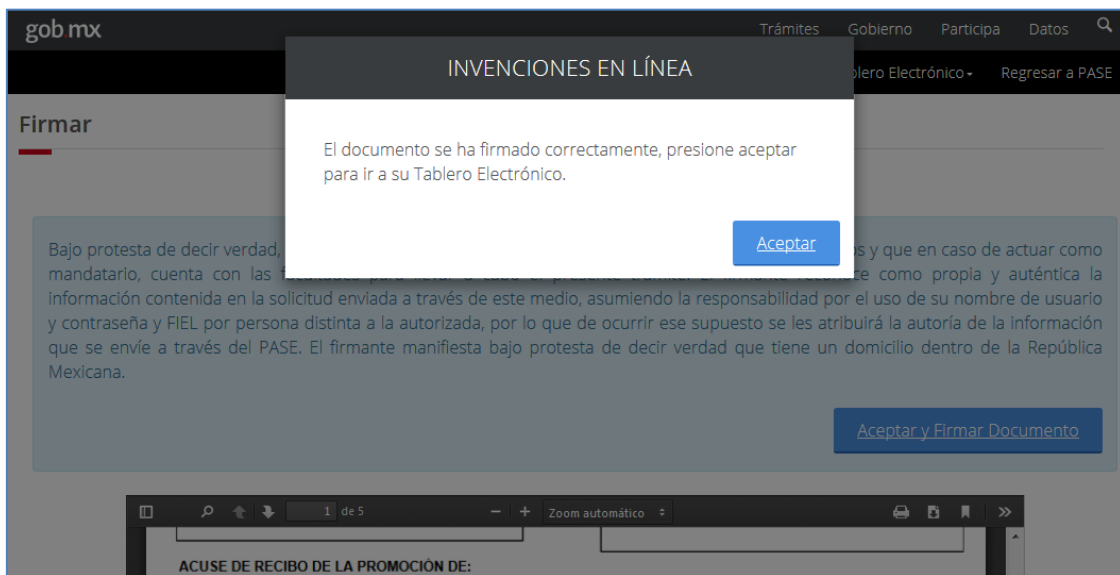 gob.mx
Trámites Gobierno Participa Datos
INVENCIONES EN LÍNEA
blero Electrónico Regresar a PASE
Firmar
El documento se ha firmado correctamente, presione aceptar
para ir a su Tablero Electrónico.
Aceptar
Bajo protesta de decir verdad, s y que en caso de actuar como
mandatario, cuenta con las ce como propia y auténtica la
información contenida en la solicitud enviada a través de este medio, asumiendo la responsabilidad por el uso de su nombre de usuario
y contraseña y FIEL por persona distinta a la autorizada, por lo que de ocurrir ese supuesto se les atribuirá la autoría de la información
que se envíe a través del PASE. El firmante manifiesta bajo protesta de decir verdad que tiene un domicilio dentro de la República
Mexicana.
Aceptar y Firmar Documento
1 de 5 Zoom automático
ACUSE DE RECIBO DE LA PROMOCIÓN DE: